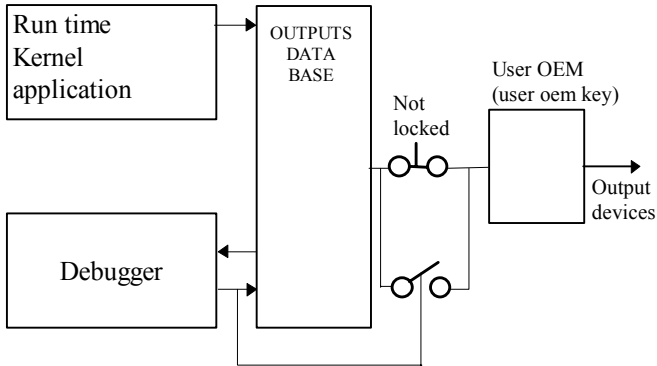 Run time
Kernel
application
OUTPUTS
DATA
BASE
User OEM
(user oem key)
Not
locked
Output
devices
Debugger